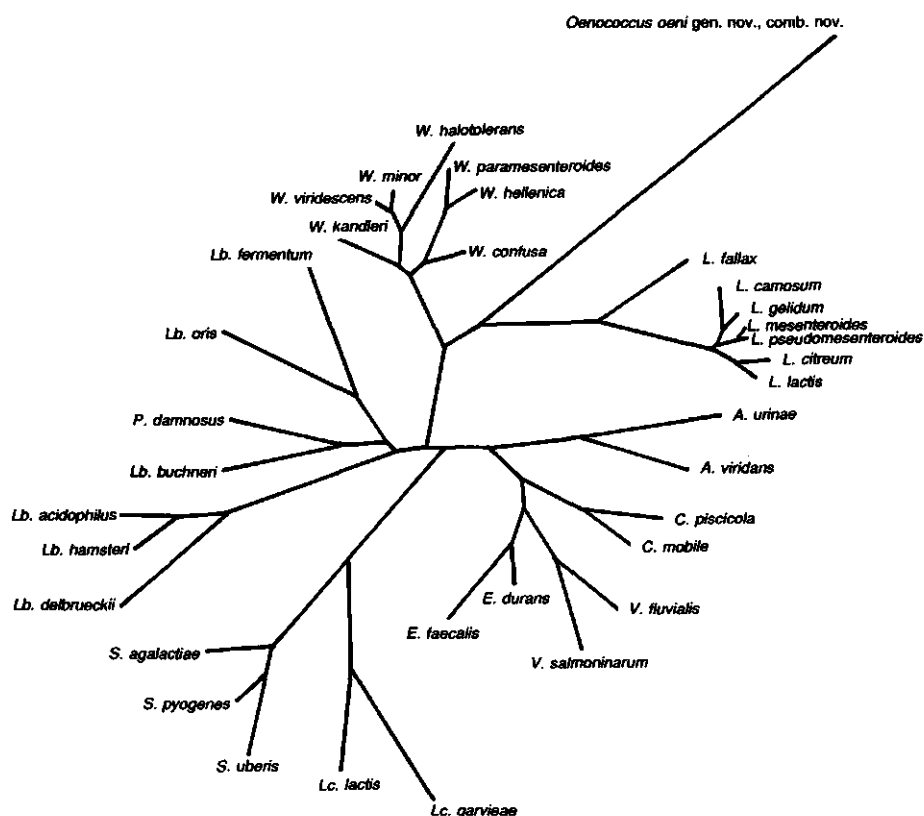 Oenococcus oeni gen. nov., comb. nov.
W. halotolerans
W. paramesenteroides
W. minor
W. hellenica
W. viridescens
W. kandleri
W. confusa
Lb. fermentum
L. fallax
L. carnosum
L. gelidum
L. mesenteroides
L. pseudomesenteroides
Lb. oris
L. citreum
L. lactis
P. damnosus
A. urinae
Lb. buchneri
A. viridans
Lb. acidophilus
C. piscicola
Lb. hamsteri
C. mobile
Lb. delbrueckii
E. durans
V. fluvialis
E. faecalis
S. agalactiae
V. salmoninarum
S. pyogenes
S. uberis
Lc. lactis
Lc. garvieae